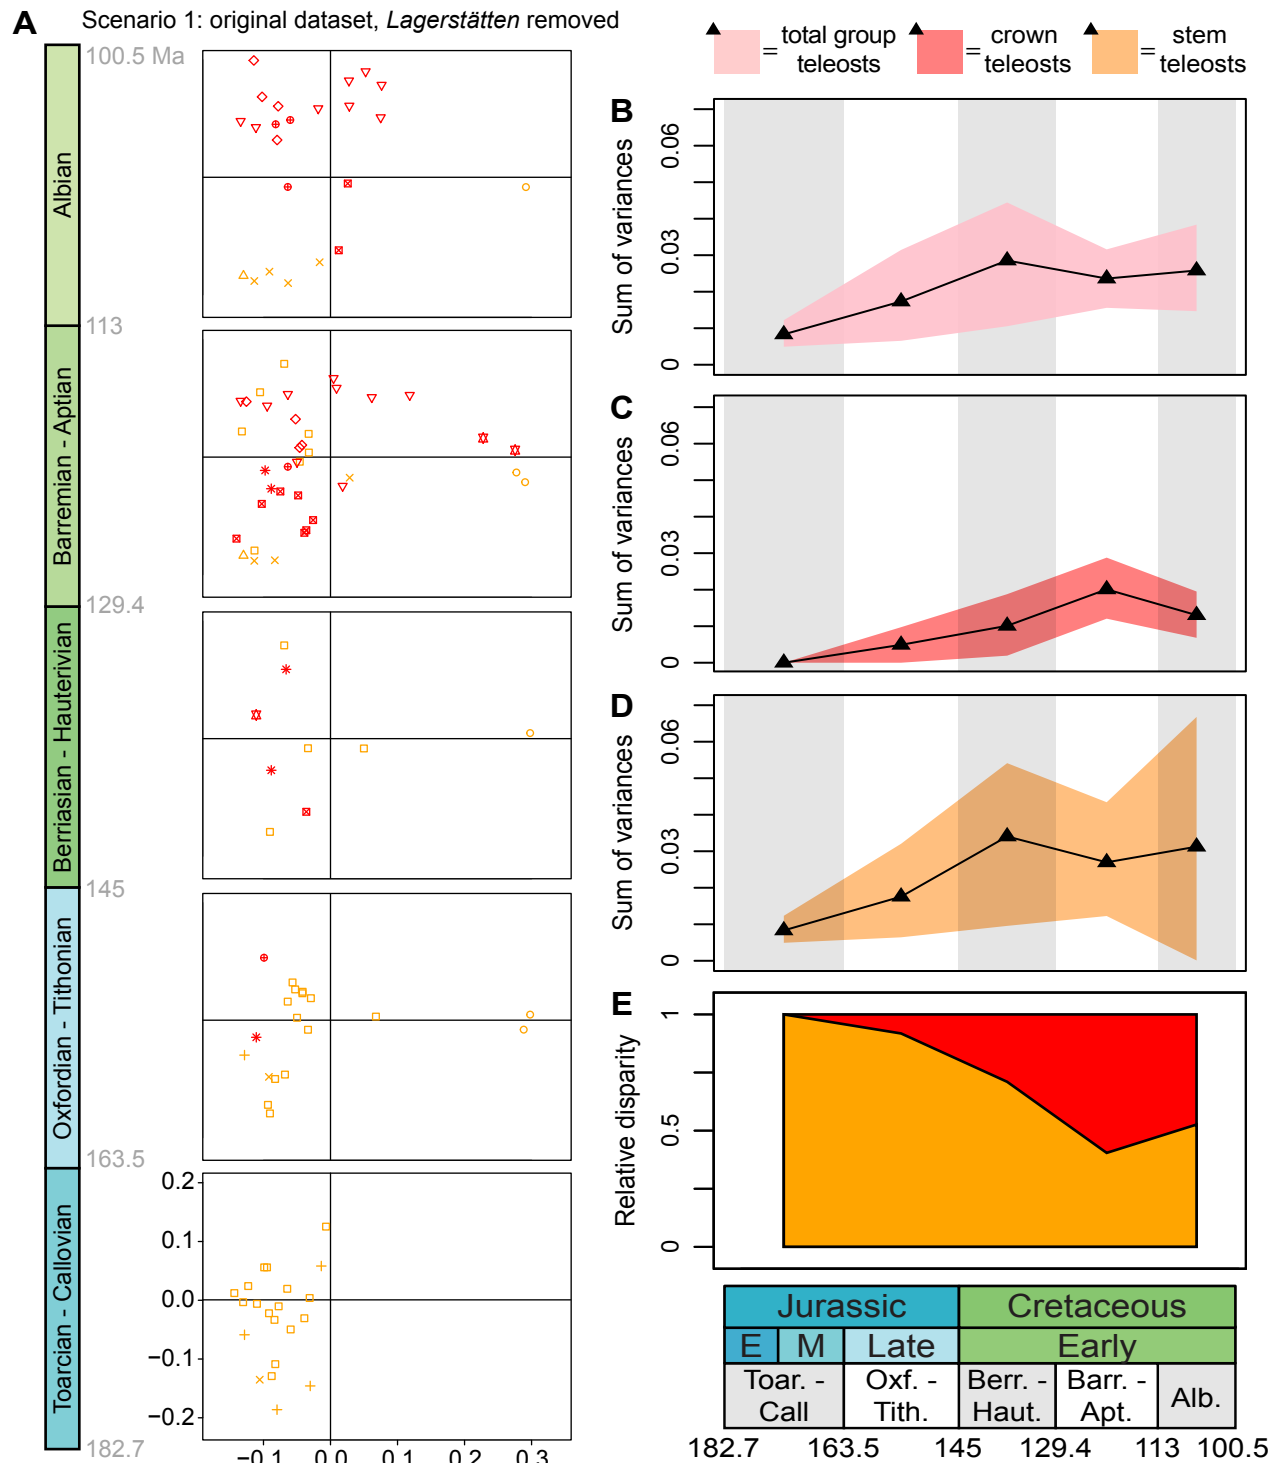 A
Scenario 1: original dataset, Lagerstätten removed
100.5 Ma
Albian
113
Barremian - Aptian
129.4
Berriasian - Hauterivian
145
Oxfordian - Tithonian
163.5
Toarcian - Callovian
182.7
0.2
0.1
0.0
−0.1
−0.2
−0.1
0.0
0.1
0.2
0.3
= total group teleosts
= crown teleosts
= stem teleosts
B
Sum of variances
0.06
0.03
0
C
Sum of variances
0.06
0.03
0
D
Sum of variances
0.06
0.03
0
E
Relative disparity
1
0.5
0
Jurassic
Cretaceous
E
M
Late
Early
Toar. -
Call
Oxf. -
Tith.
Berr. -
Haut.
Barr. -
Apt.
Alb.
182.7
163.5
145
129.4
113
100.5